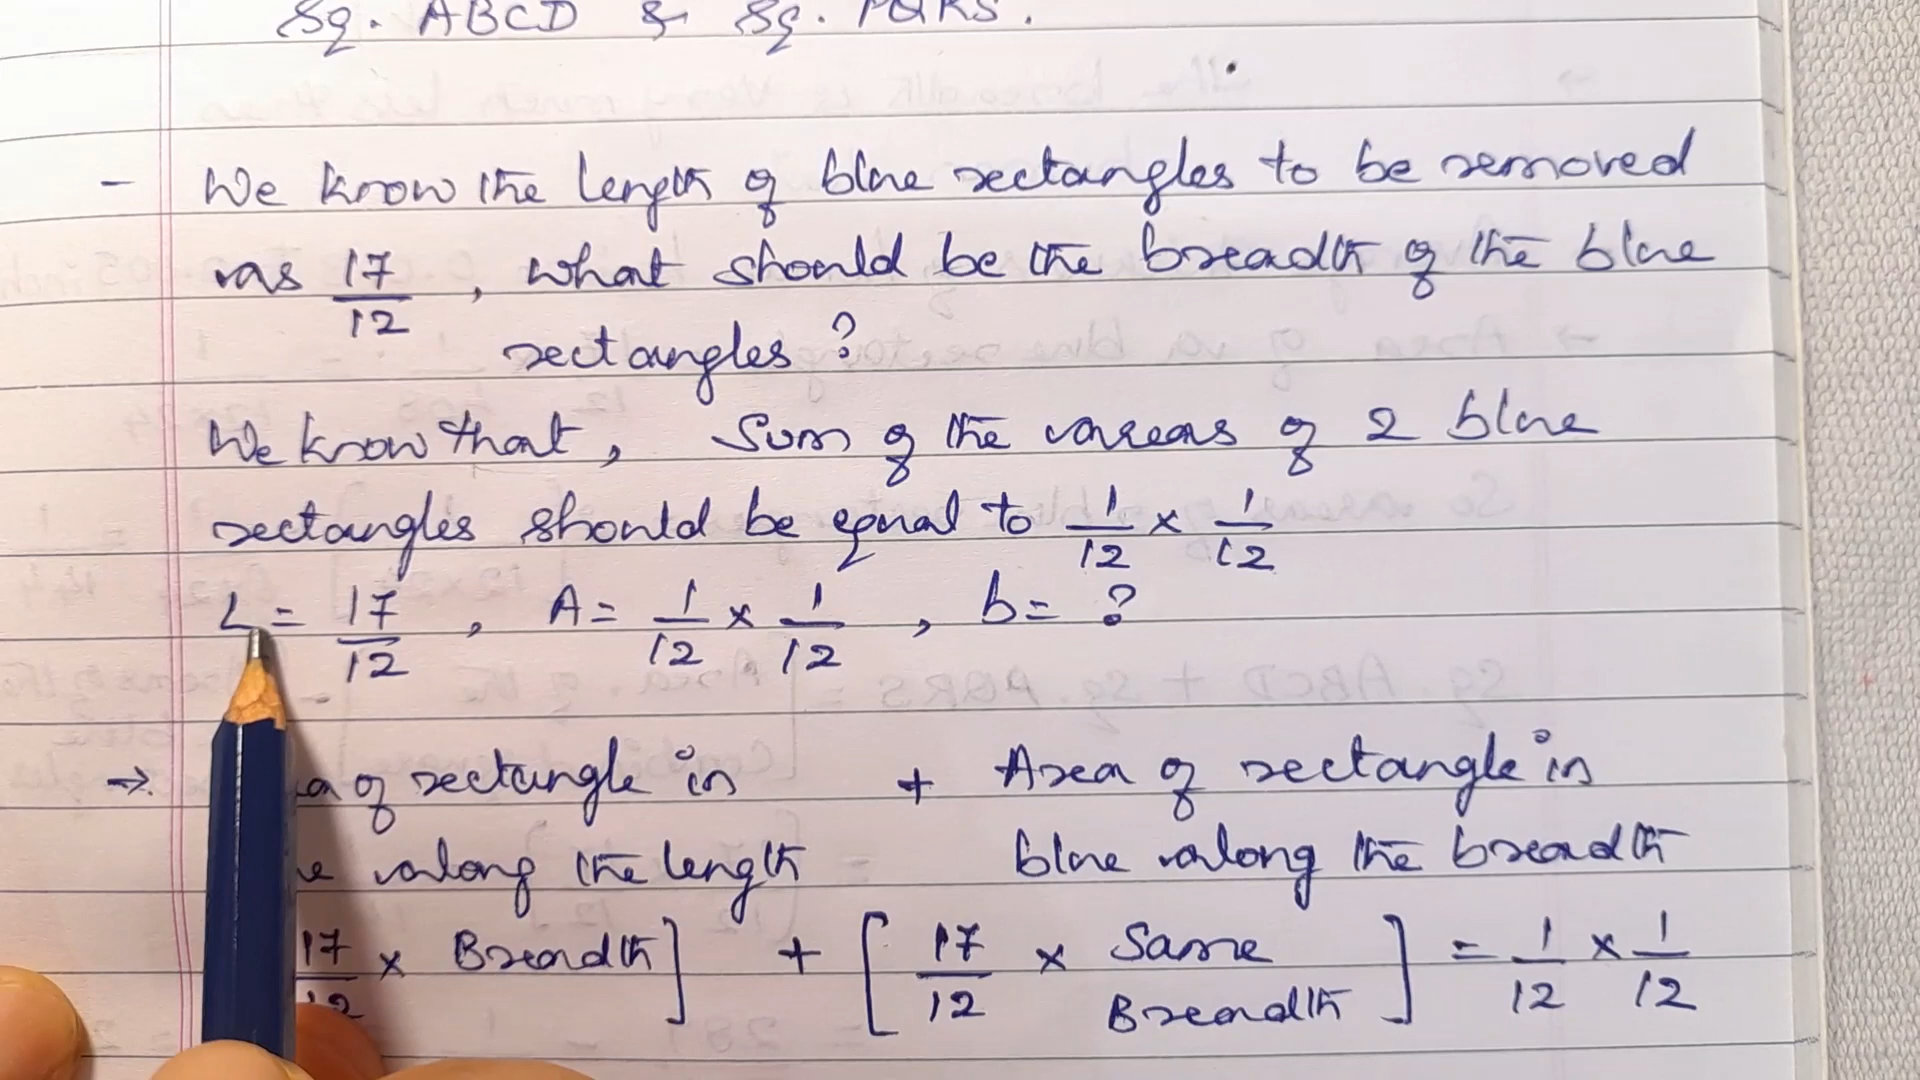 Sq. ABCD & Sq. PQRS.
- We know the length of blue rectangles to be removed
as 17/12, what should be the breadth of the blue
rectangles?
We know that, Sum of the areas of 2 blue
rectangles should be equal to 1/12 × 1/12
L = 17/12, A = 1/12 × 1/12, b = ?
→ of rectangle in + Area of rectangle in
along the length blue along the breadth
17/12 × Breadth] + [17/12 × Same Breadth] = 1/12 × 1/12